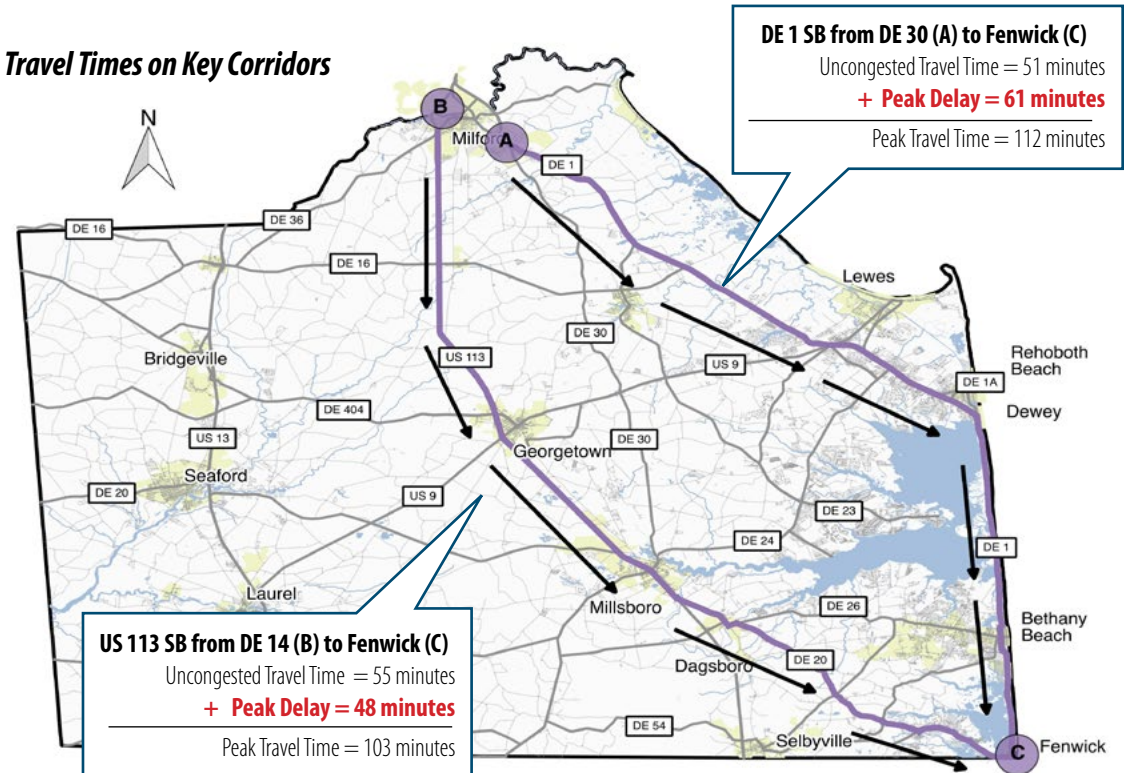 Travel Times on Key Corridors
DE 1 SB from DE 30 (A) to Fenwick (C)
Uncongested Travel Time = 51 minutes
+ Peak Delay = 61 minutes
Peak Travel Time = 112 minutes
N
B
Milford
A
DE 1
DE 36
DE 16
DE 16
Lewes
DE 30
US 113
Bridgeville
US 9
Rehoboth
Beach
DE 1A
DE 404
Dewey
US 13
DE 30
Georgetown
Seaford
DE 20
US 9
DE 23
DE 24
DE 1
Laurel
Millsboro
DE 26
Bethany
Beach
US 113 SB from DE 14 (B) to Fenwick (C)
Uncongested Travel Time = 55 minutes
+ Peak Delay = 48 minutes
Peak Travel Time = 103 minutes
Dagsboro
DE 20
DE 54
Selbyville
C
Fenwick